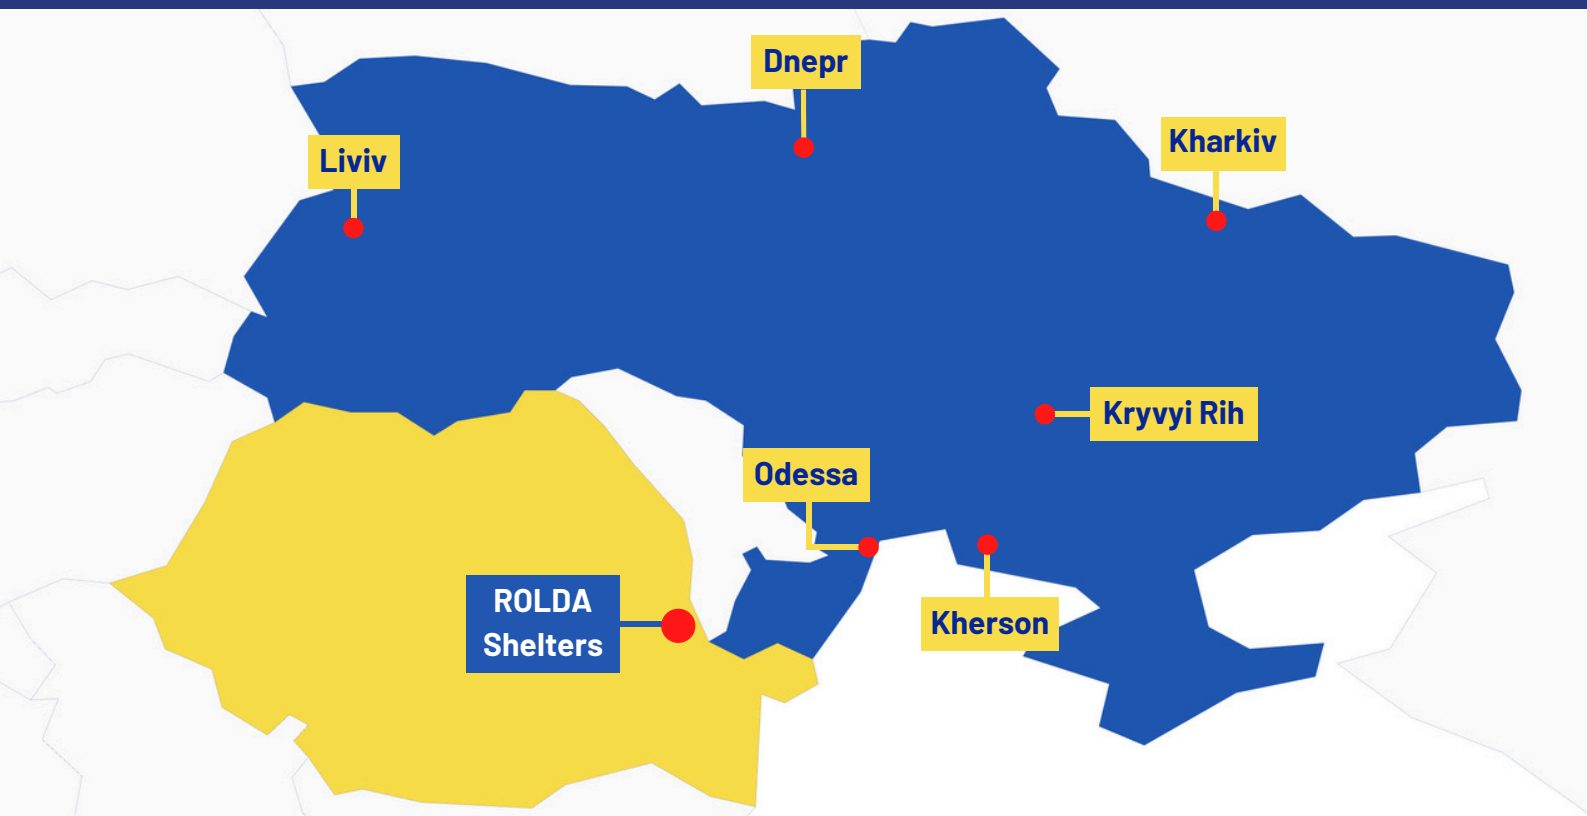 Dnepr
Kharkiv
Liviv
Kryvyi Rih
Odessa
ROLDA
Shelters
Kherson